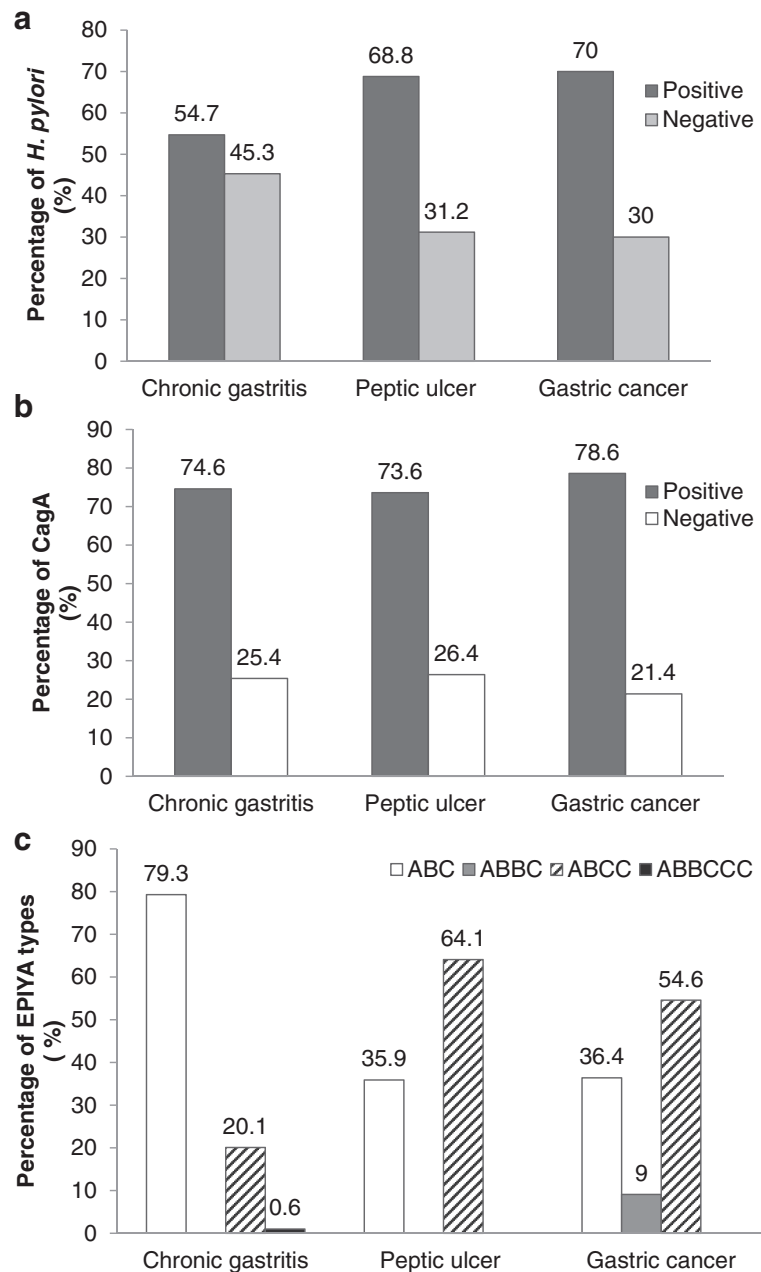 a
Percentage of H. pylori
(%)
80
70
60
50
40
30
20
10
0
54.7
45.3
68.8
31.2
70
30
Positive
Negative
Chronic gastritis
Peptic ulcer
Gastric cancer
b
Percentage of CagA
(%)
90
80
70
60
50
40
30
20
10
0
74.6
25.4
73.6
26.4
78.6
21.4
Positive
Negative
Chronic gastritis
Peptic ulcer
Gastric cancer
c
Percentage of EPIYA types
( %)
90
80
70
60
50
40
30
20
10
0
ABC ABBC ABCC ABBCCC
79.3
20.1
0.6
35.9
64.1
36.4
9
54.6
Chronic gastritis
Peptic ulcer
Gastric cancer